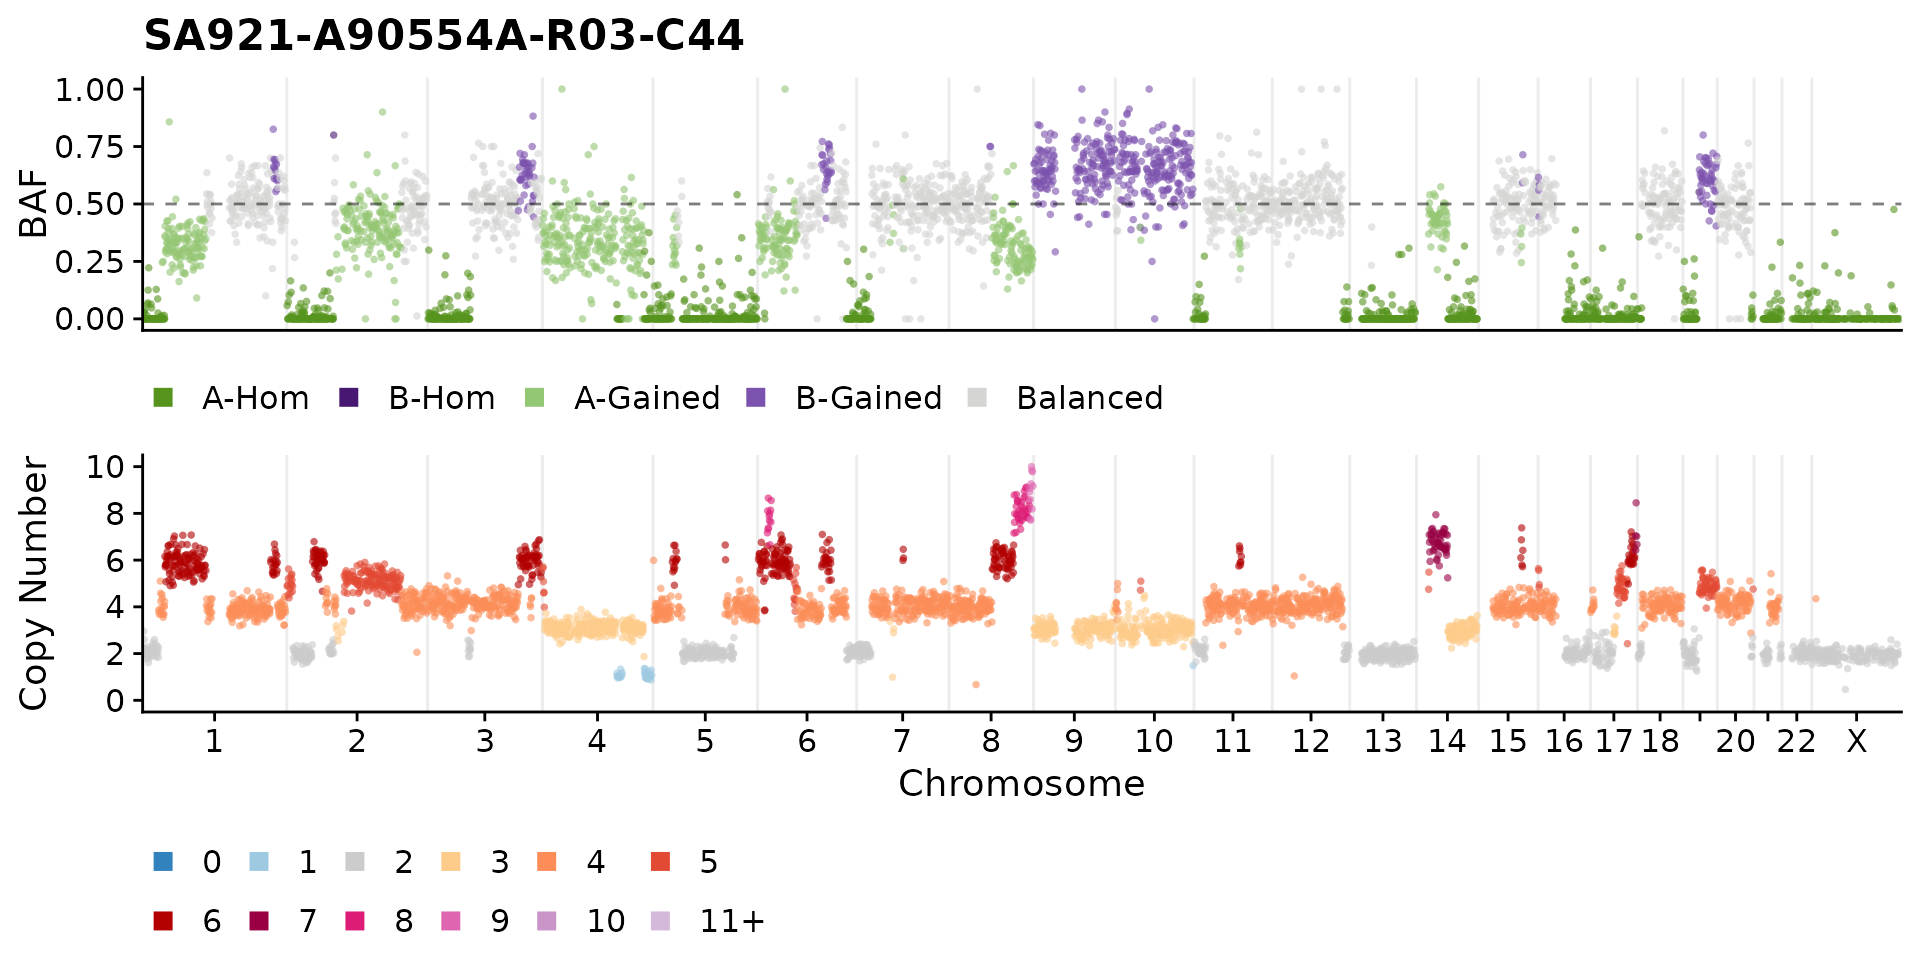 SA921-A90554A-R03-C44
BAF
1.00
0.75
0.50
0.25
0.00
A-Hom B-Hom A-Gained B-Gained Balanced
Copy Number
10
8
6
4
2
0
1 2 3 4 5 6 7 8 9 10 11 12 13 14 15 16 17 18 20 22 X
Chromosome
0 1 2 3 4 5
6 7 8 9 10 11+